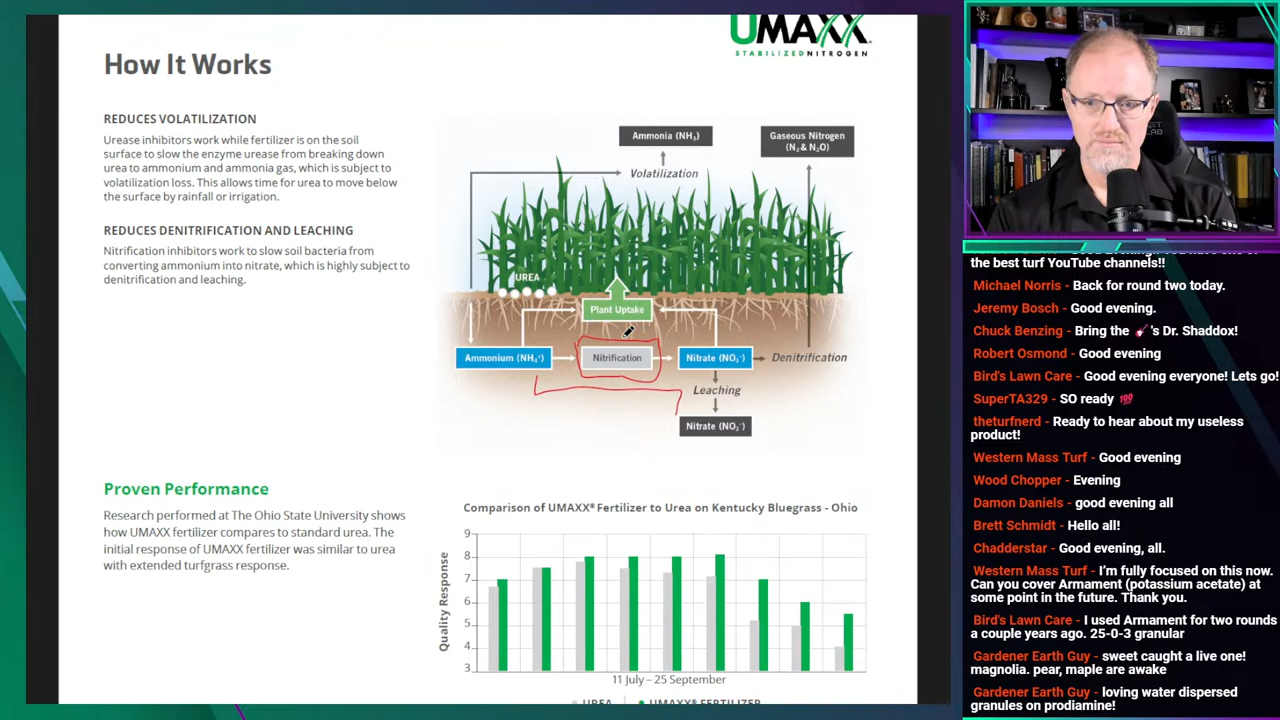 UMAXX
STABILIZEDNITROGEN
How It Works
REDUCES VOLATILIZATION
Urease inhibitors work while fertilizer is on the soil
surface to slow the enzyme urease from breaking down
urea to ammonium and ammonia gas, which is subject to
volatilization loss. This allows time for urea to move below
the surface by rainfall or irrigation.
REDUCES DENITRIFICATION AND LEACHING
Nitrification inhibitors work to slow soil bacteria from
converting ammonium into nitrate, which is highly subject to
denitrification and leaching.
Ammonia (NH₃)
Gaseous Nitrogen
(N₂ & N₂O)
Volatilization
UREA
Plant Uptake
Ammonium (NH₄⁺)
Nitrification
Nitrate (NO₃⁻)
Denitrification
Leaching
Nitrate (NO₃⁻)
Proven Performance
Research performed at The Ohio State University shows
how UMAXX fertilizer compares to standard urea. The
initial response of UMAXX fertilizer was similar to urea
with extended turfgrass response.
Comparison of UMAXX® Fertilizer to Urea on Kentucky Bluegrass - Ohio
Quality Response
9
8
7
6
5
4
3
11 July – 25 September
UREA
UMAXX® FERTILIZER
the best turf YouTube channels!!
Michael Norris - Back for round two today.
Jeremy Bosch - Good evening.
Chuck Benzing - Bring the 🎸's Dr. Shaddox!
Robert Osmond - Good evening
Bird's Lawn Care - Good evening everyone! Lets go!
SuperTA329 - SO ready 💯
theturfnerd - Ready to hear about my useless
product!
Western Mass Turf - Good evening
Wood Chopper - Evening
Damon Daniels - good evening all
Brett Schmidt - Hello all!
Chadderstar - Good evening, all.
Western Mass Turf - I'm fully focused on this now.
Can you cover Armament (potassium acetate) at
some point in the future. Thank you.
Bird's Lawn Care - I used Armament for two rounds
a couple years ago. 25-0-3 granular
Gardener Earth Guy - sweet caught a live one!
magnolia. pear, maple are awake
Gardener Earth Guy - loving water dispersed
granules on prodiamine!